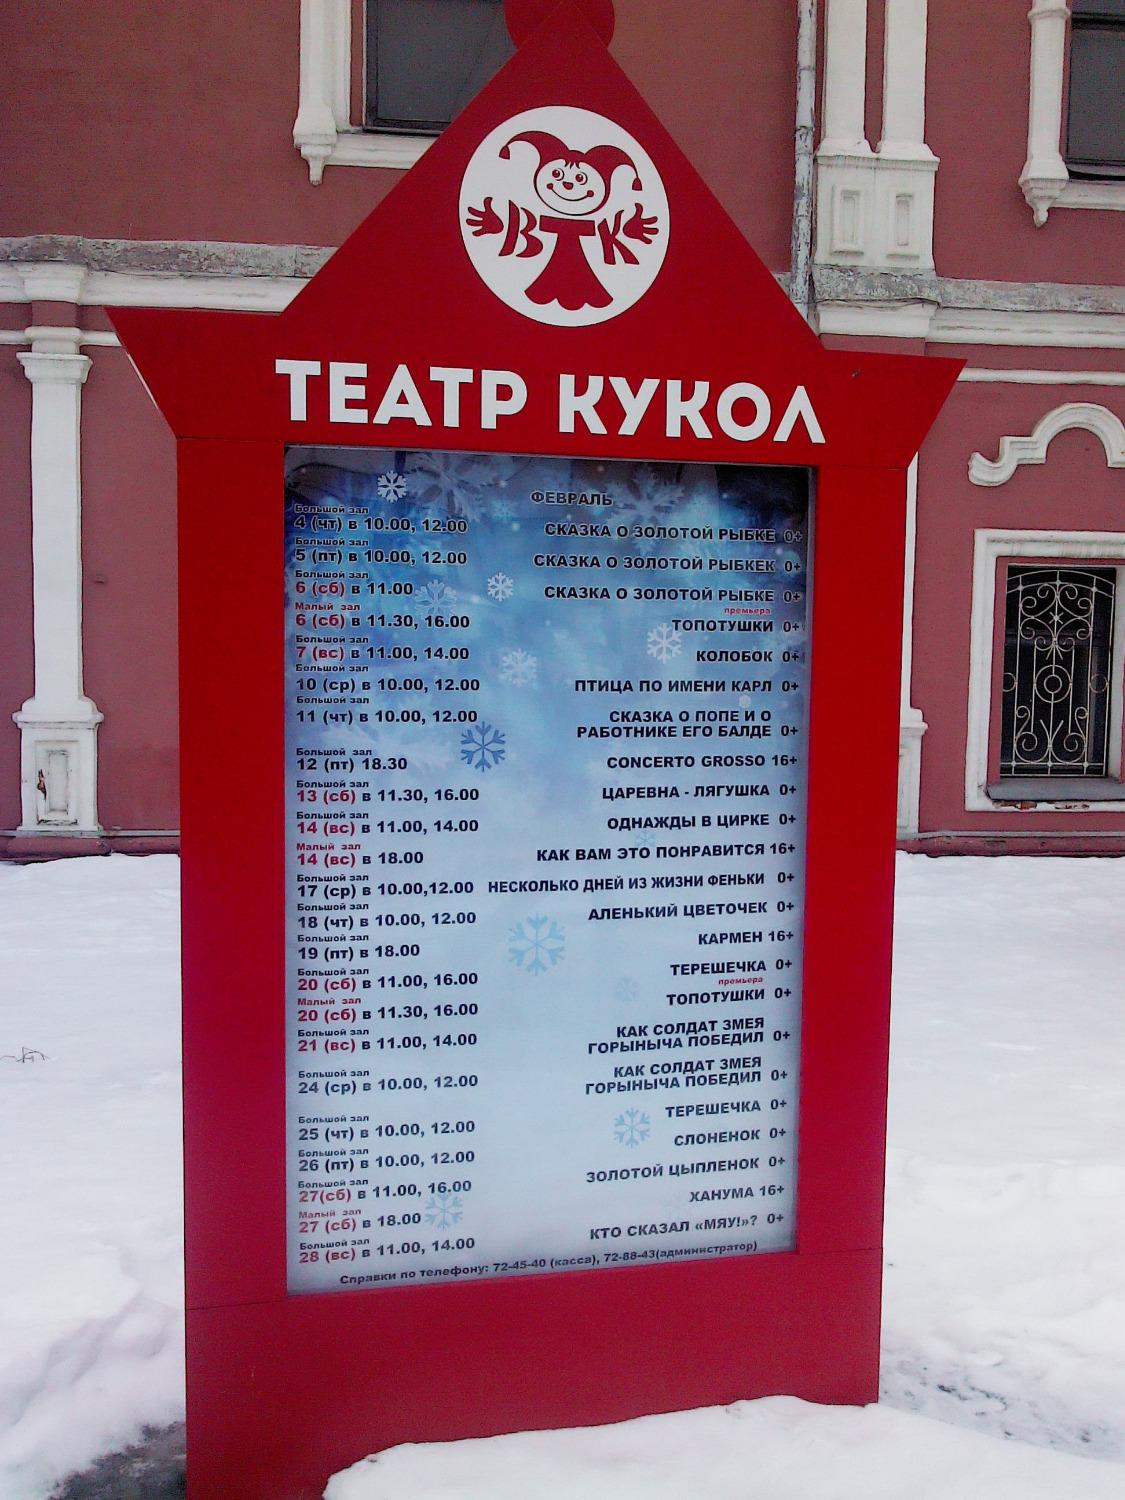 ВТК
ТЕАТР КУКОЛ
ФЕВРАЛЬ
Большой зал
4 (чт) в 10.00, 12.00 СКАЗКА О ЗОЛОТОЙ РЫБКЕ 0+
Большой зал
5 (пт) в 10.00, 12.00 СКАЗКА О ЗОЛОТОЙ РЫБКЕК 0+
Большой зал
6 (сб) в 11.00 СКАЗКА О ЗОЛОТОЙ РЫБКЕ 0+
Малый зал премьера
6 (сб) в 11.30, 16.00 ТОПОТУШКИ 0+
Большой зал
7 (вс) в 11.00, 14.00 КОЛОБОК 0+
Большой зал
10 (ср) в 10.00, 12.00 ПТИЦА ПО ИМЕНИ КАРЛ 0+
Большой зал
11 (чт) в 10.00, 12.00 СКАЗКА О ПОПЕ И О
РАБОТНИКЕ ЕГО БАЛДЕ 0+
Большой зал
12 (пт) 18.30 CONCERTO GROSSO 16+
Большой зал
13 (сб) в 11.30, 16.00 ЦАРЕВНА - ЛЯГУШКА 0+
Большой зал
14 (вс) в 11.00, 14.00 ОДНАЖДЫ В ЦИРКЕ 0+
Малый зал
14 (вс) в 18.00 КАК ВАМ ЭТО ПОНРАВИТСЯ 16+
Большой зал
17 (ср) в 10.00,12.00 НЕСКОЛЬКО ДНЕЙ ИЗ ЖИЗНИ ФЕНЬКИ 0+
Большой зал
18 (чт) в 10.00, 12.00 АЛЕНЬКИЙ ЦВЕТОЧЕК 0+
Большой зал
19 (пт) в 18.00 КАРМЕН 16+
Большой зал
20 (сб) в 11.00, 16.00 ТЕРЕШЕЧКА 0+
Малый зал премьера
20 (сб) в 11.30, 16.00 ТОПОТУШКИ 0+
Большой зал
21 (вс) в 11.00, 14.00 КАК СОЛДАТ ЗМЕЯ
ГОРЫНЫЧА ПОБЕДИЛ 0+
Большой зал
24 (ср) в 10.00, 12.00 КАК СОЛДАТ ЗМЕЯ
ГОРЫНЫЧА ПОБЕДИЛ 0+
Большой зал
25 (чт) в 10.00, 12.00 ТЕРЕШЕЧКА 0+
Большой зал
26 (пт) в 10.00, 12.00 СЛОНЕНОК 0+
Большой зал
27(сб) в 11.00, 16.00 ЗОЛОТОЙ ЦЫПЛЕНОК 0+
Малый зал
27 (сб) в 18.00 ХАНУМА 16+
Большой зал
28 (вс) в 11.00, 14.00 КТО СКАЗАЛ «МЯУ!»? 0+
Справки по телефону: 72-45-40 (касса), 72-88-43(администратор)